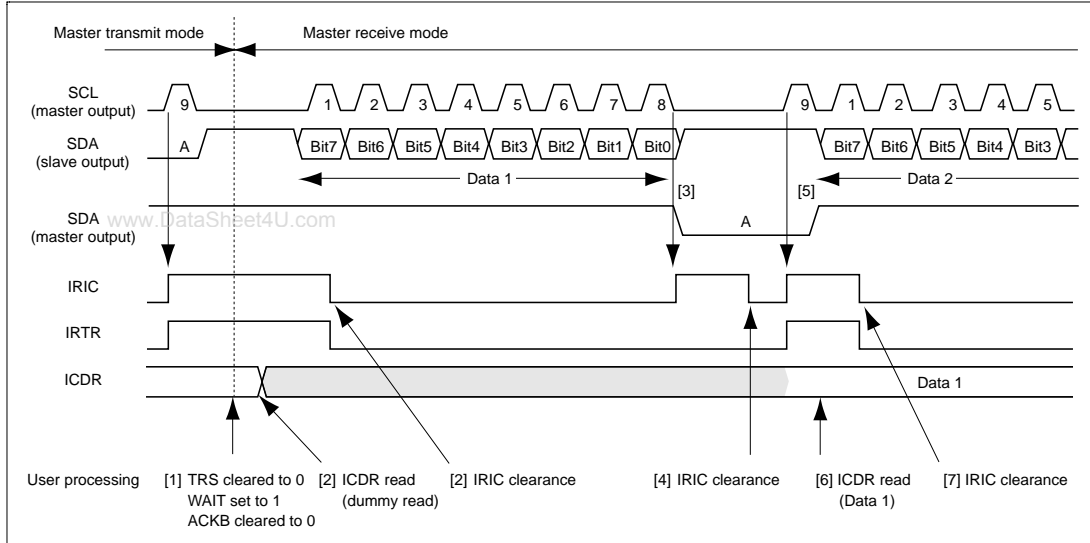 Master transmit mode Master receive mode
SCL
(master output)
9 1 2 3 4 5 6 7 8 9 1 2 3 4 5
SDA
(slave output)
A Bit7 Bit6 Bit5 Bit4 Bit3 Bit2 Bit1 Bit0 Bit7 Bit6 Bit5 Bit4 Bit3
Data 1 [3] [5] Data 2
www.DataSheet4U.com
SDA
(master output)
A
IRIC
IRTR
ICDR
Data 1
User processing
[1] TRS cleared to 0
WAIT set to 1
ACKB cleared to 0
[2] ICDR read
(dummy read)
[2] IRIC clearance
[4] IRIC clearance
[6] ICDR read
(Data 1)
[7] IRIC clearance